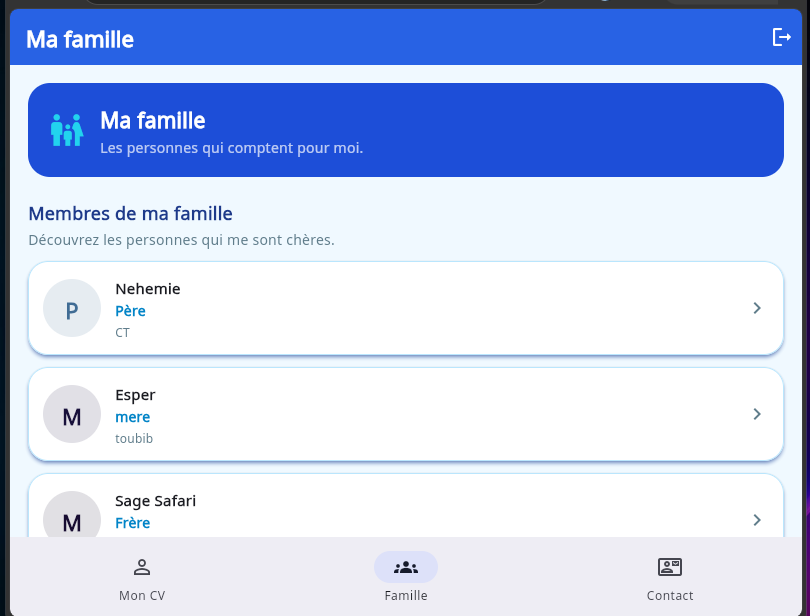 Ma famille
Ma famille
Les personnes qui comptent pour moi.
Membres de ma famille
Découvrez les personnes qui me sont chères.
P
Nehemie
Père
CT
M
Esper
mere
toubib
M
Sage Safari
Frère
Mon CV
Famille
Contact